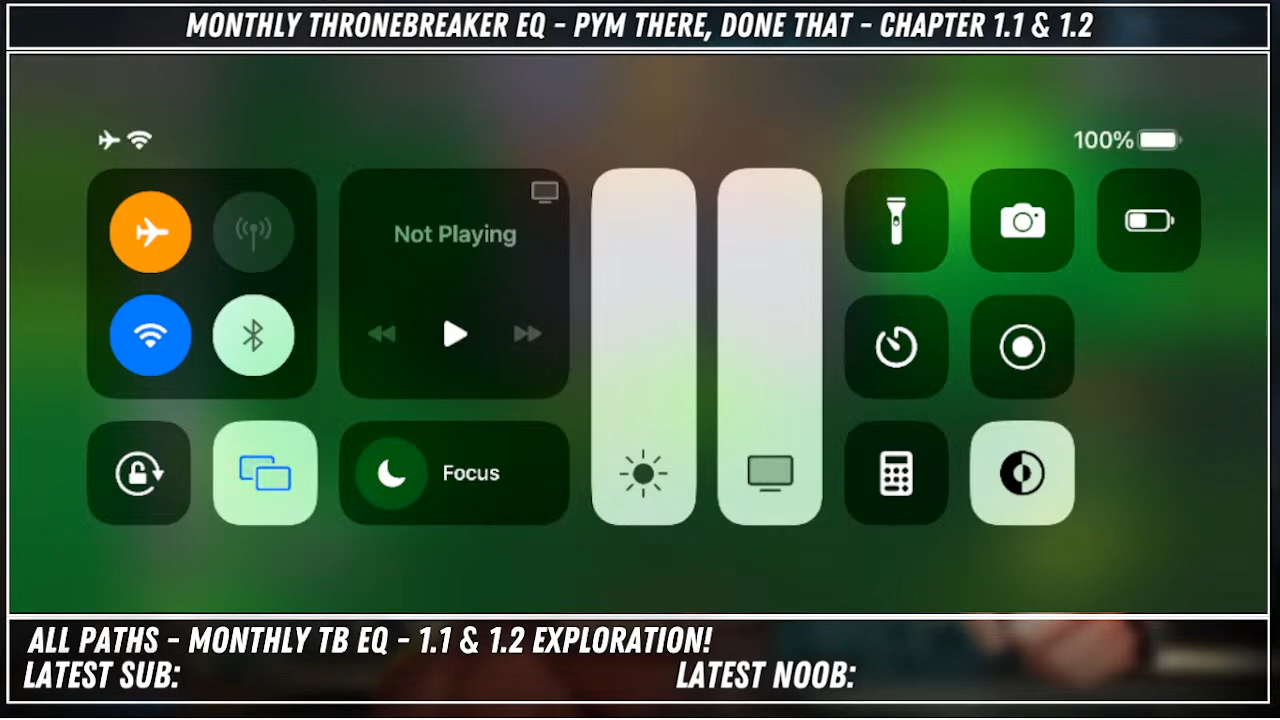 MONTHLY THRONEBREAKER EQ - PYM THERE, DONE THAT - CHAPTER 1.1 & 1.2
100%
Not Playing
Focus
ALL PATHS - MONTHLY TB EQ - 1.1 & 1.2 EXPLORATION!
LATEST SUB:
LATEST NOOB: